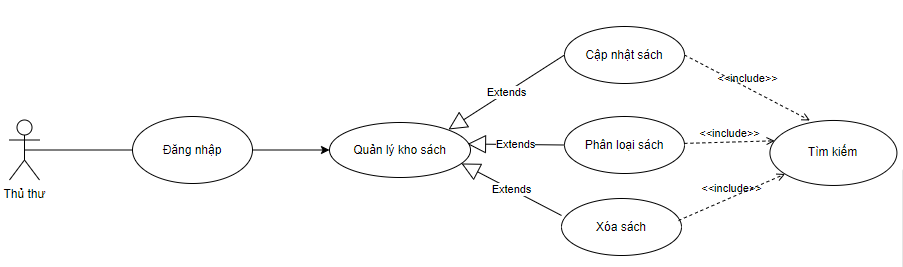 Cập nhật sách
Extends
<<include>>
Đăng nhập
Quản lý kho sách
Extends
Phân loại sách
<<include>>
Tìm kiếm
Thủ thư
Extends
<<include>>
Xóa sách